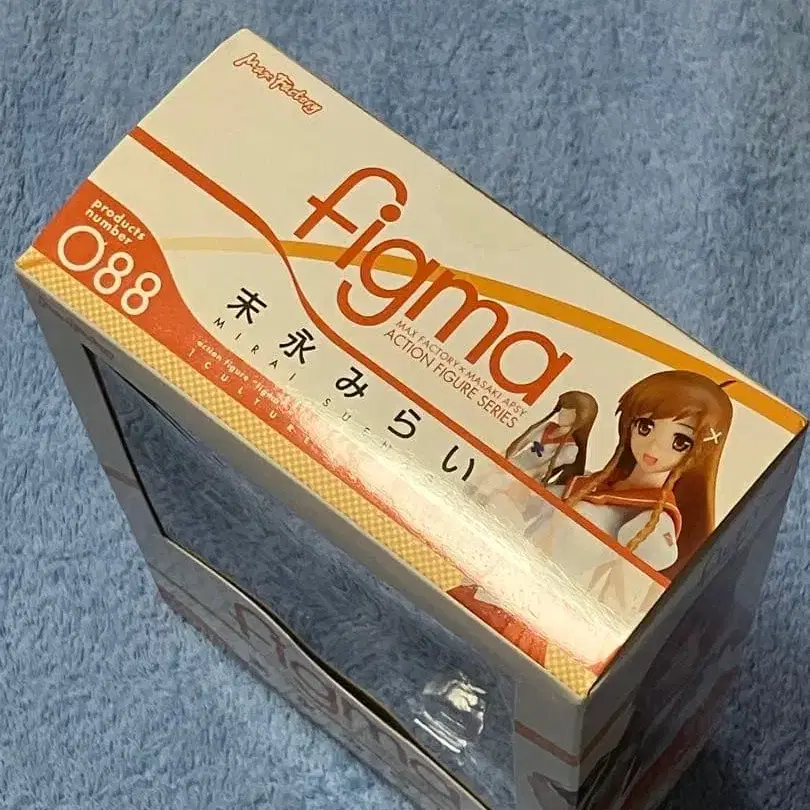 Max Factory
products
number
088
figma
MAX FACTORY × MASAKI APSY
ACTION FIGURE SERIES
末永みらい
MIRAI
figma